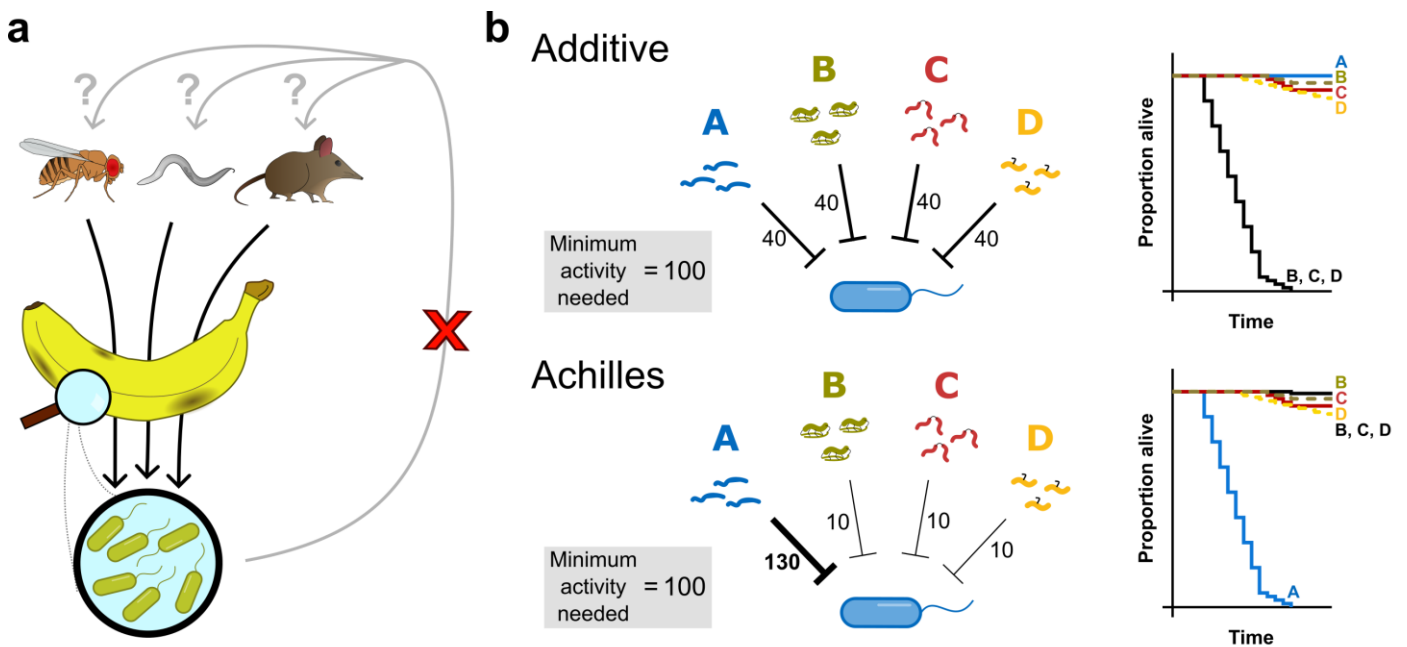 a
? ? ?
X
b
Additive
A
B
C
D
40
40
40
40
Minimum
activity = 100
needed
Proportion alive
A
B
C
D
B, C, D
Time
Achilles
A
B
C
D
130
10
10
10
Minimum
activity = 100
needed
Proportion alive
B
C
D
B, C, D
A
Time